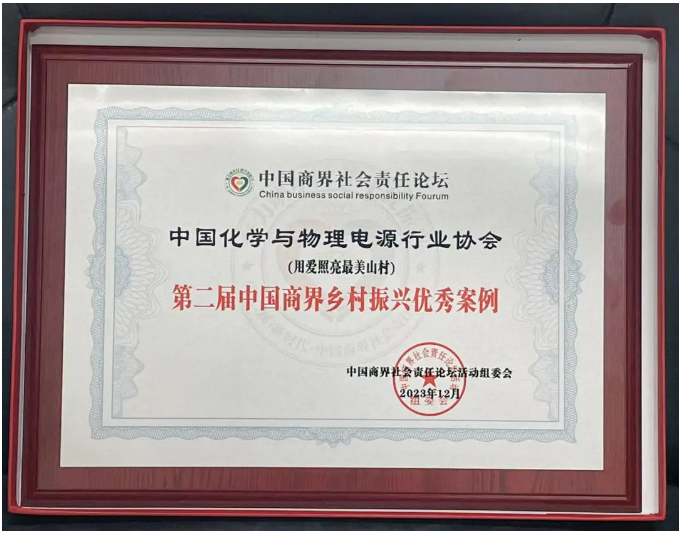 中国商界社会责任论坛
China business social responsibility Fourum
中国化学与物理电源行业协会
(用爱照亮最美山村)
第二届中国商界乡村振兴优秀案例
中国商界社会责任论坛活动组委会
2023年12月
组委会